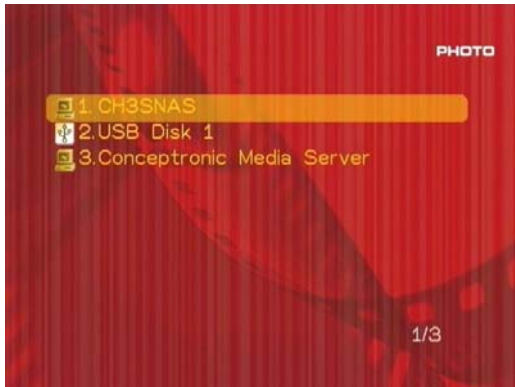 PHOTO
1. CH3SNAS
2.USB Disk 1
3.Conceptronic Media Server
1/3